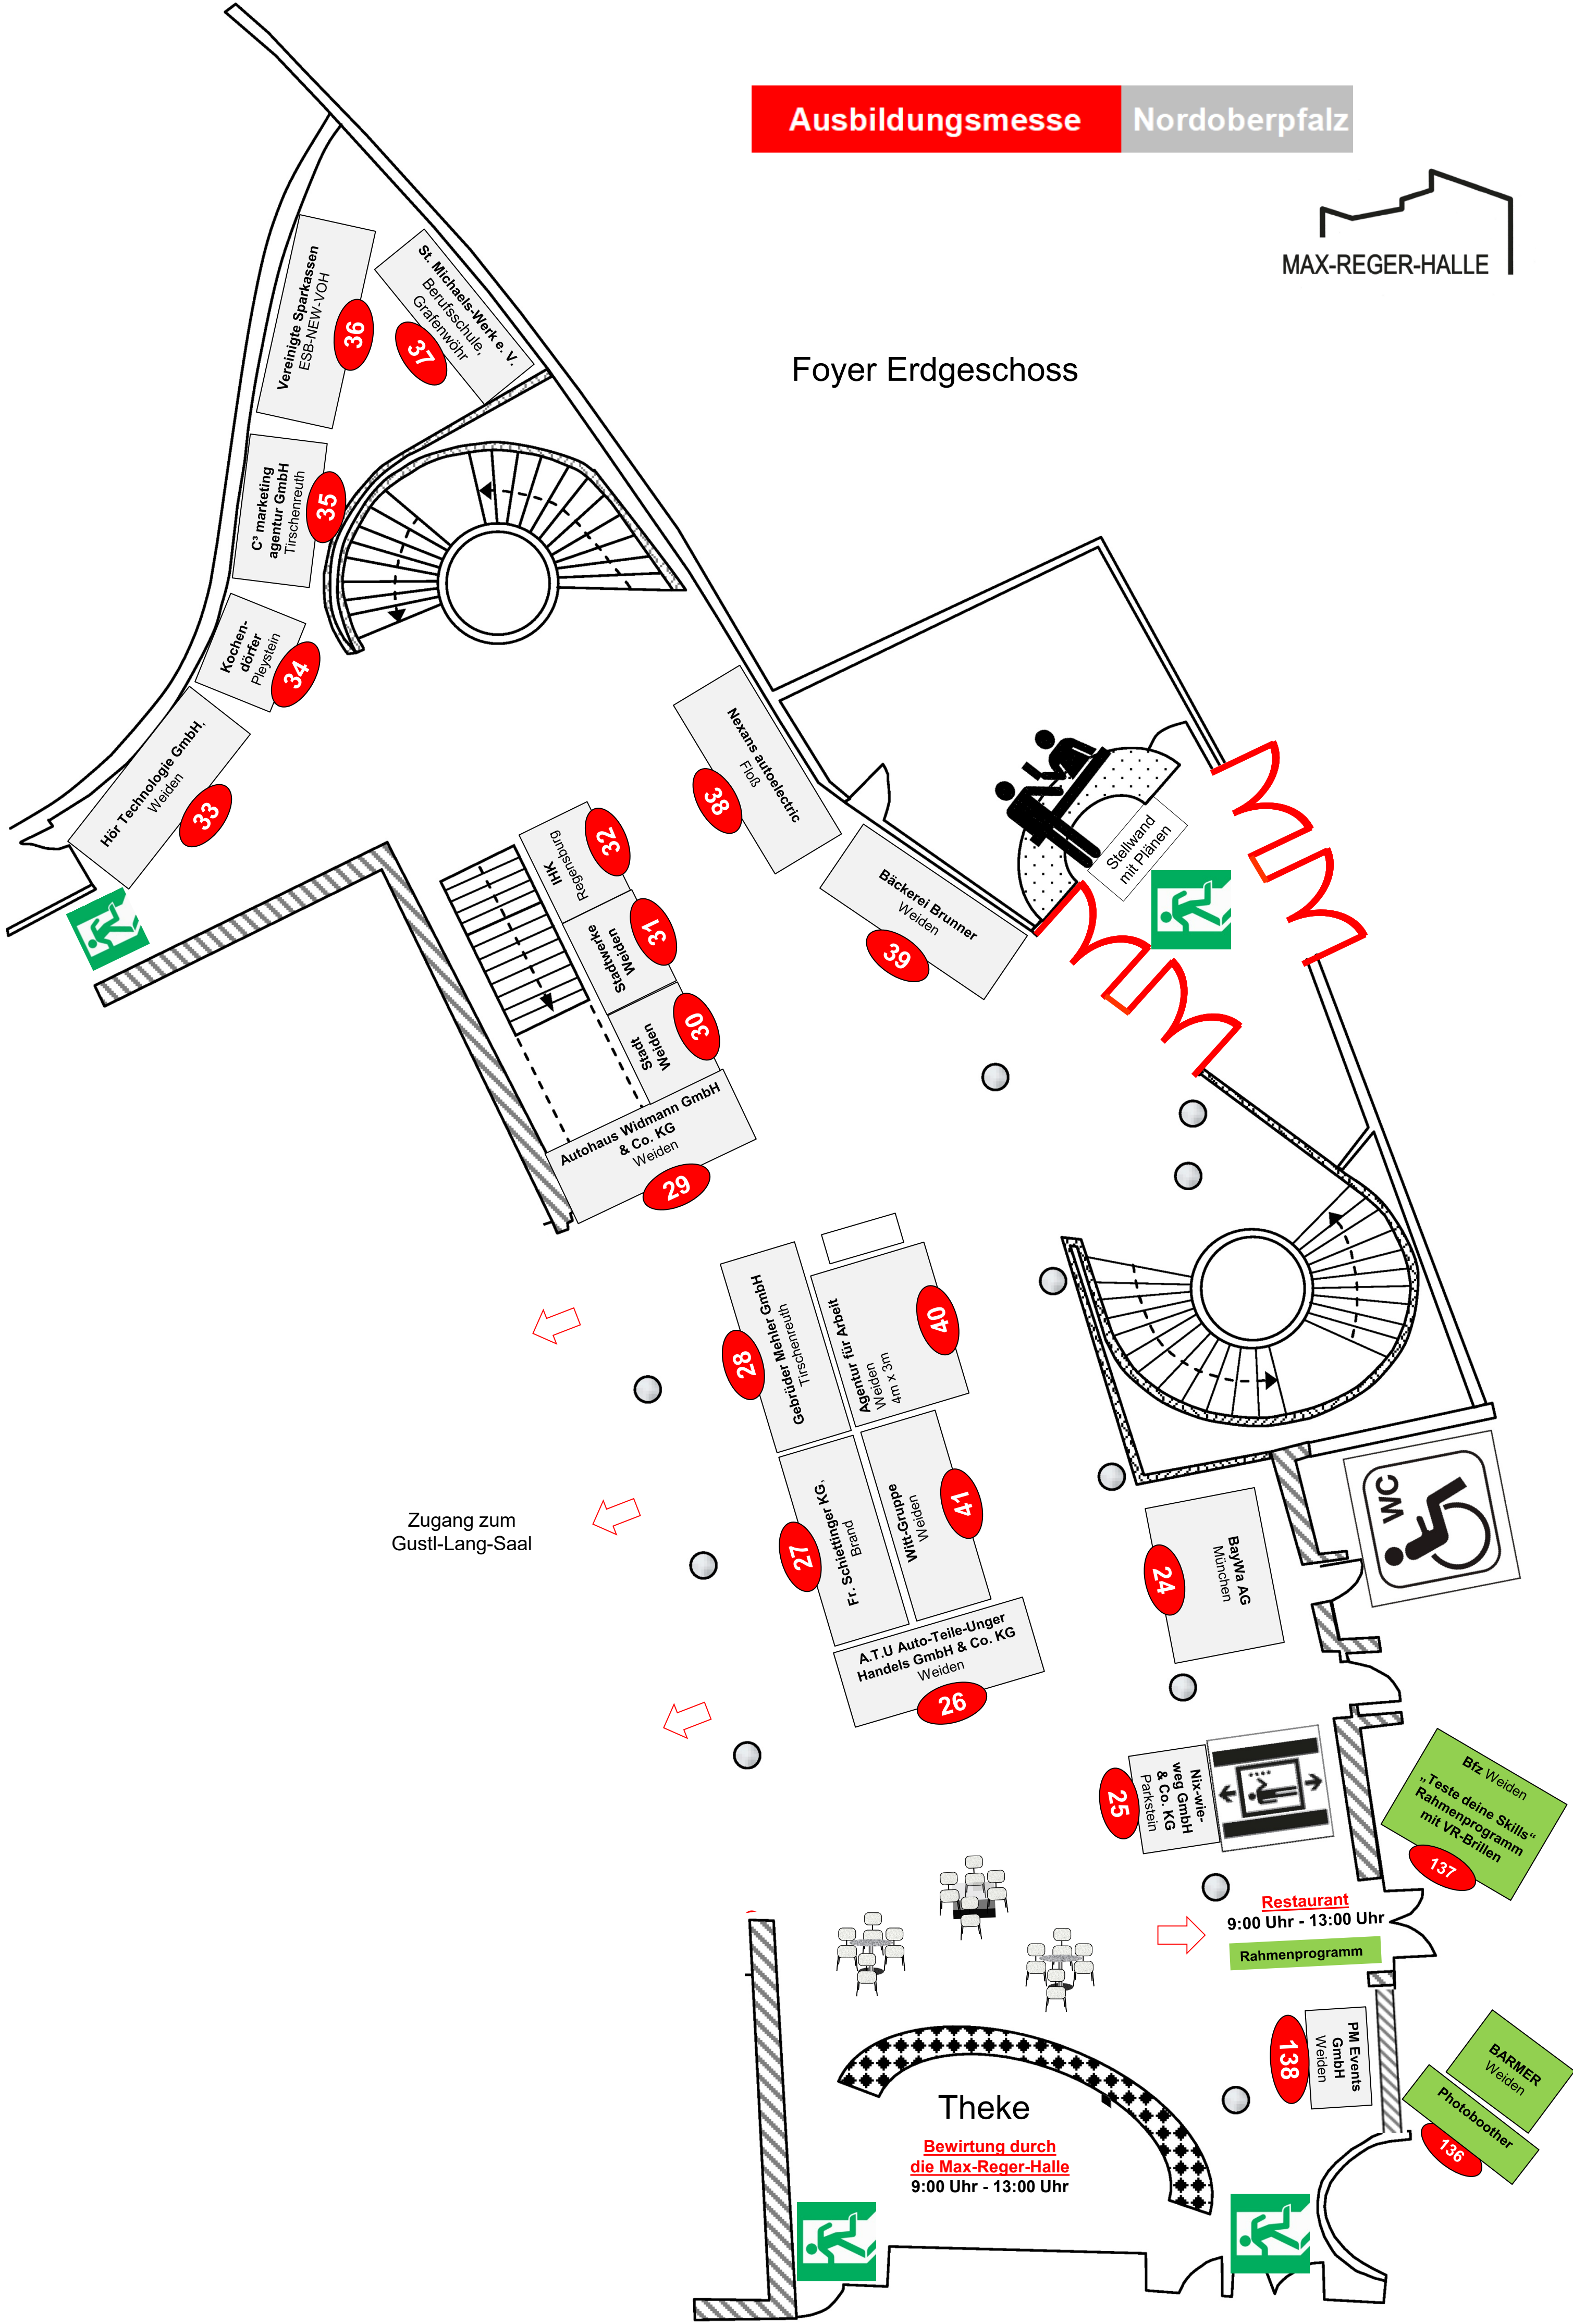 Ausbildungsmesse Nordoberpfalz
MAX-REGER-HALLE
Foyer Erdgeschoss
Vereinigte Sparkassen
ESB-NEW-VOH
36
St. Michaels-Werk e. V.
Berufsschule,
Grafenwöhr
37
C³ marketing
agentur GmbH
Tirschenreuth
35
Kochen-
dörfer
Pleystein
34
Hör Technologie GmbH,
Weiden
33
Nexans autoelectric
Floß
38
IHK
Regensburg
32
Stadtwerke
Weiden
31
Stadt
Weiden
30
Autohaus Widmann GmbH
& Co. KG
Weiden
29
Bäckerei Brunner
Weiden
39
Stellwand
mit Plänen
Gebrüder Mehler GmbH
Tirschenreuth
28
Agentur für Arbeit
Weiden
4m x 3m
40
Fr. Schiettinger KG,
Brand
27
Witt-Gruppe
Weiden
41
A.T.U Auto-Teile-Unger
Handels GmbH & Co. KG
Weiden
26
Zugang zum
Gustl-Lang-Saal
WC
BayWa AG
München
24
Nix-wie-
weg GmbH
& Co. KG
Parkstein
25
Bfz Weiden
„Teste deine Skills“
Rahmenprogramm
mit VR-Brillen
137
Restaurant
9:00 Uhr - 13:00 Uhr
Rahmenprogramm
PM Events
GmbH
Weiden
138
BARMER
Weiden
Photoboother
136
Theke
Bewirtung durch
die Max-Reger-Halle
9:00 Uhr - 13:00 Uhr